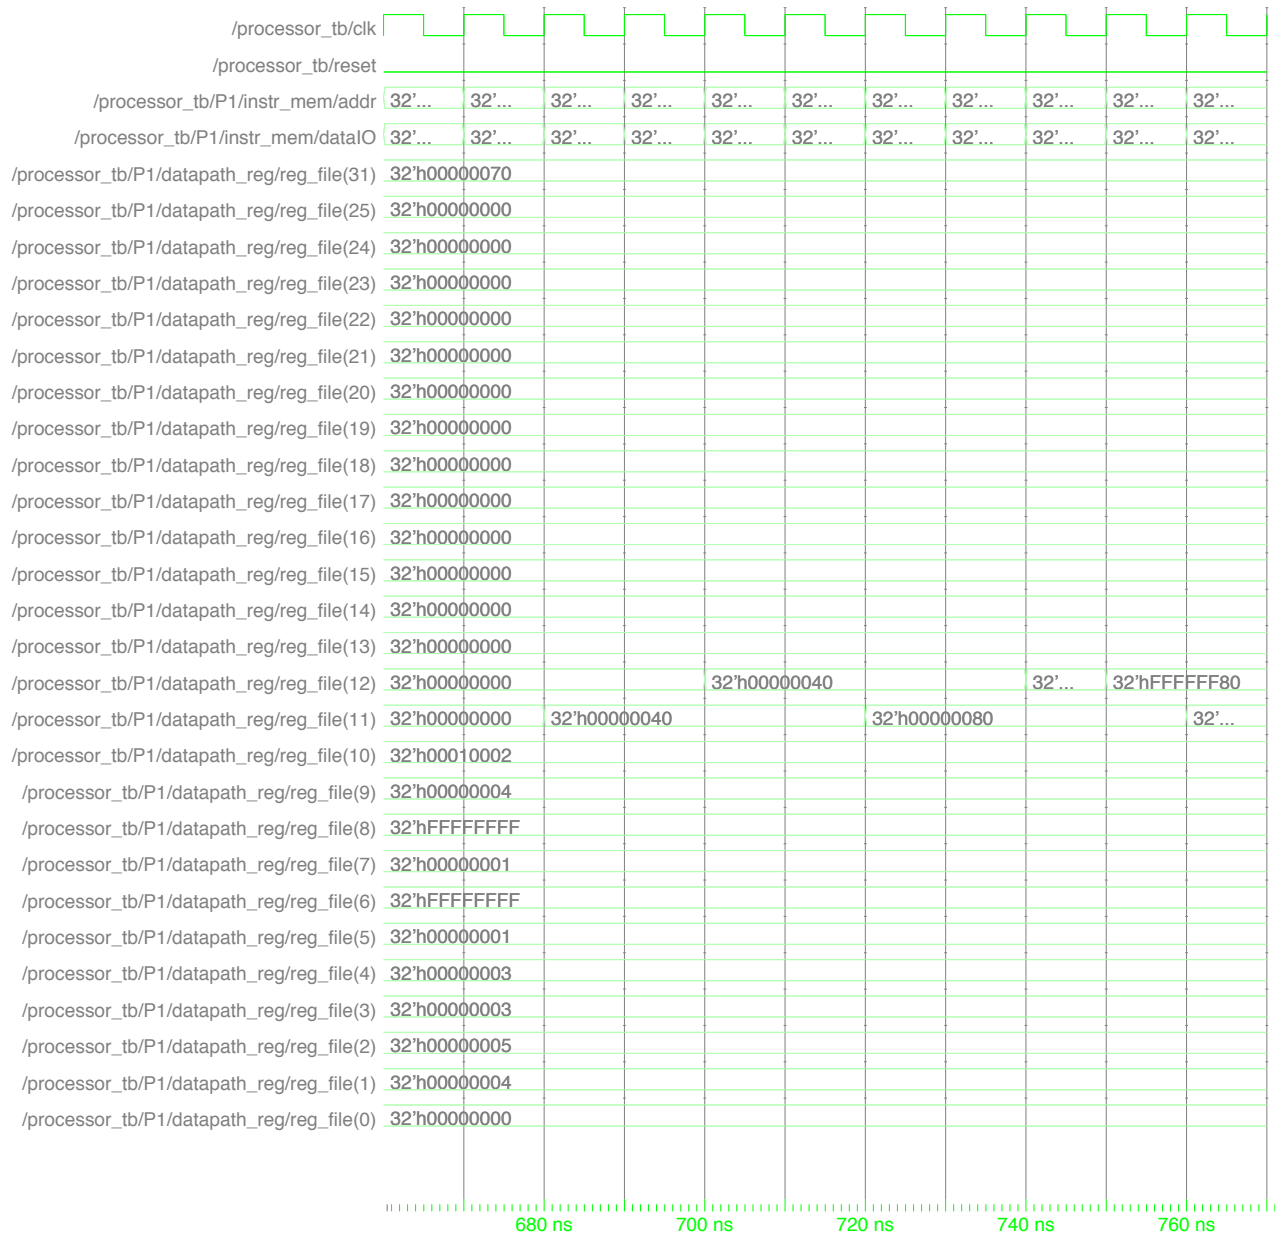 /processor_tb/clk
/processor_tb/reset
/processor_tb/P1/instr_mem/addr 32'... 32'... 32'... 32'... 32'... 32'... 32'... 32'... 32'... 32'... 32'...
/processor_tb/P1/instr_mem/dataIO 32'... 32'... 32'... 32'... 32'... 32'... 32'... 32'... 32'... 32'... 32'...
/processor_tb/P1/datapath_reg/reg_file(31) 32'h00000070
/processor_tb/P1/datapath_reg/reg_file(25) 32'h00000000
/processor_tb/P1/datapath_reg/reg_file(24) 32'h00000000
/processor_tb/P1/datapath_reg/reg_file(23) 32'h00000000
/processor_tb/P1/datapath_reg/reg_file(22) 32'h00000000
/processor_tb/P1/datapath_reg/reg_file(21) 32'h00000000
/processor_tb/P1/datapath_reg/reg_file(20) 32'h00000000
/processor_tb/P1/datapath_reg/reg_file(19) 32'h00000000
/processor_tb/P1/datapath_reg/reg_file(18) 32'h00000000
/processor_tb/P1/datapath_reg/reg_file(17) 32'h00000000
/processor_tb/P1/datapath_reg/reg_file(16) 32'h00000000
/processor_tb/P1/datapath_reg/reg_file(15) 32'h00000000
/processor_tb/P1/datapath_reg/reg_file(14) 32'h00000000
/processor_tb/P1/datapath_reg/reg_file(13) 32'h00000000
/processor_tb/P1/datapath_reg/reg_file(12) 32'h00000000 32'h00000040 32'... 32'hFFFFFF80
/processor_tb/P1/datapath_reg/reg_file(11) 32'h00000000 32'h00000040 32'h00000080 32'...
/processor_tb/P1/datapath_reg/reg_file(10) 32'h00010002
/processor_tb/P1/datapath_reg/reg_file(9) 32'h00000004
/processor_tb/P1/datapath_reg/reg_file(8) 32'hFFFFFFFF
/processor_tb/P1/datapath_reg/reg_file(7) 32'h00000001
/processor_tb/P1/datapath_reg/reg_file(6) 32'hFFFFFFFF
/processor_tb/P1/datapath_reg/reg_file(5) 32'h00000001
/processor_tb/P1/datapath_reg/reg_file(4) 32'h00000003
/processor_tb/P1/datapath_reg/reg_file(3) 32'h00000003
/processor_tb/P1/datapath_reg/reg_file(2) 32'h00000005
/processor_tb/P1/datapath_reg/reg_file(1) 32'h00000004
/processor_tb/P1/datapath_reg/reg_file(0) 32'h00000000
680 ns 700 ns 720 ns 740 ns 760 ns